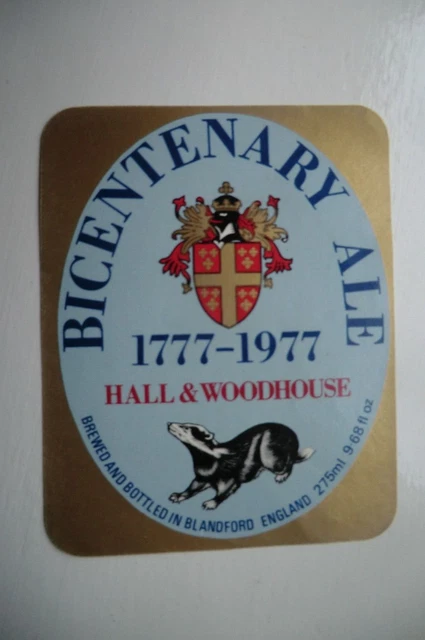 BICENTENARY ALE
1777-1977
HALL & WOODHOUSE
BREWED AND BOTTLED IN BLANDFORD ENGLAND 275ml 9·68 fl oz